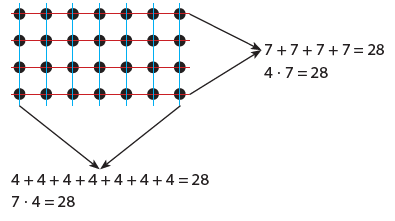 7 + 7 + 7 + 7 = 28
4 · 7 = 28
4 + 4 + 4 + 4 + 4 + 4 + 4 = 28
7 · 4 = 28